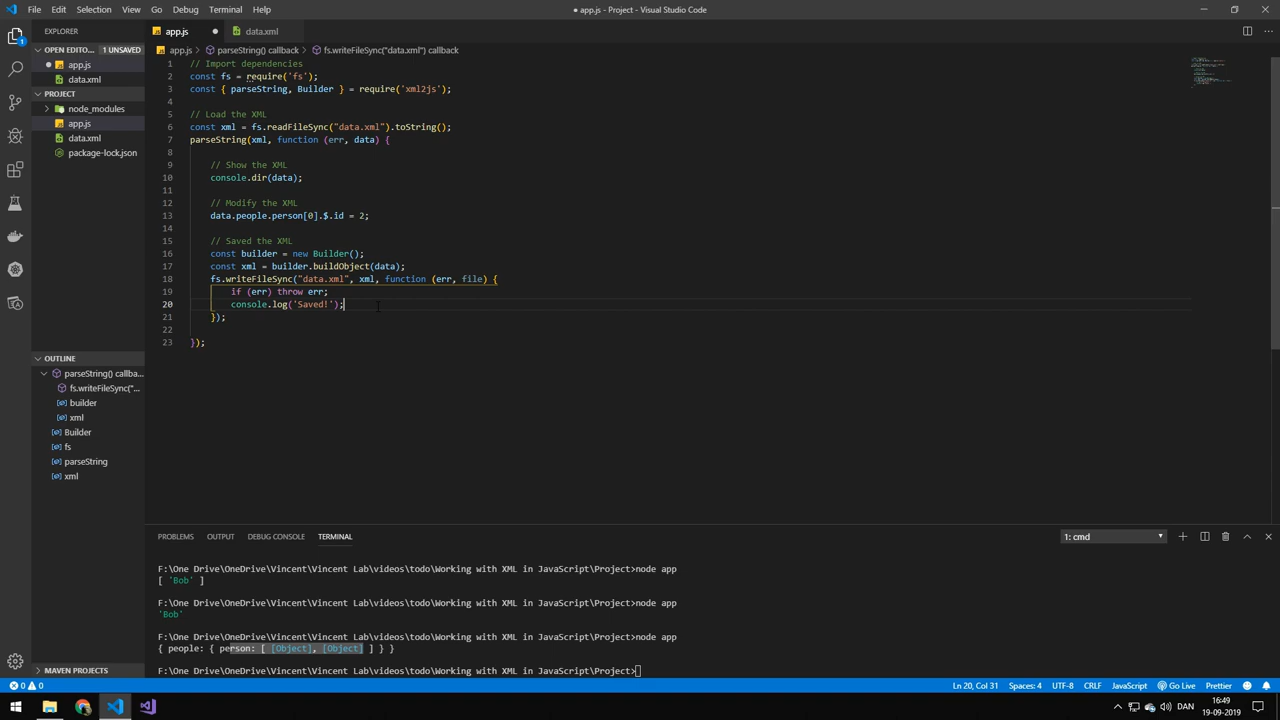 File Edit Selection View Go Debug Terminal Help
● app.js - Project - Visual Studio Code
EXPLORER
OPEN EDITO... 1 UNSAVED
app.js
data.xml
PROJECT
node_modules
app.js
data.xml
package-lock.json
OUTLINE
parseString() callba...
fs.writeFileSync("...
builder
xml
Builder
fs
parseString
xml
MAVEN PROJECTS
app.js data.xml
app.js > parseString() callback > fs.writeFileSync("data.xml") callback
1 // Import dependencies
2 const fs = require('fs');
3 const { parseString, Builder } = require('xml2js');
4
5 // Load the XML
6 const xml = fs.readFileSync("data.xml").toString();
7 parseString(xml, function (err, data) {
8
9 // Show the XML
10 console.dir(data);
11
12 // Modify the XML
13 data.people.person[0].$.id = 2;
14
15 // Saved the XML
16 const builder = new Builder();
17 const xml = builder.buildObject(data);
18 fs.writeFileSync("data.xml", xml, function (err, file) {
19 if (err) throw err;
20 console.log('Saved!');
21 });
22
23 });
PROBLEMS OUTPUT DEBUG CONSOLE TERMINAL
1: cmd
F:\One Drive\OneDrive\Vincent\Vincent Lab\videos\todo\Working with XML in JavaScript\Project>node app
[ 'Bob' ]
F:\One Drive\OneDrive\Vincent\Vincent Lab\videos\todo\Working with XML in JavaScript\Project>node app
'Bob'
F:\One Drive\OneDrive\Vincent\Vincent Lab\videos\todo\Working with XML in JavaScript\Project>node app
{ people: { person: [ [Object], [Object] ] } }
F:\One Drive\OneDrive\Vincent\Vincent Lab\videos\todo\Working with XML in JavaScript\Project>
0 0
Ln 20, Col 31 Spaces: 4 UTF-8 CRLF JavaScript Go Live Prettier
DAN
16:49
19-09-2019